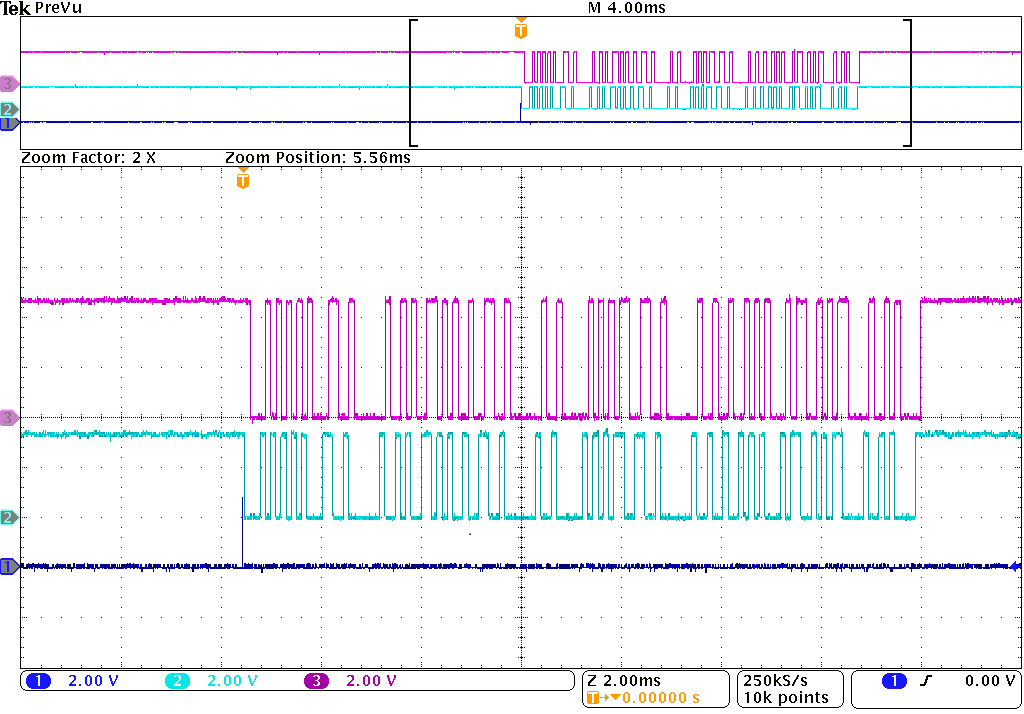 Tek PreVu M 4.00ms
T
3
2
1
Zoom Factor: 2 X Zoom Position: 5.56ms
T
3
2
1
1 2.00 V 2 2.00 V 3 2.00 V Z 2.00ms 250kS/s 1 0.00 V
T→▼0.00000 s 10k points